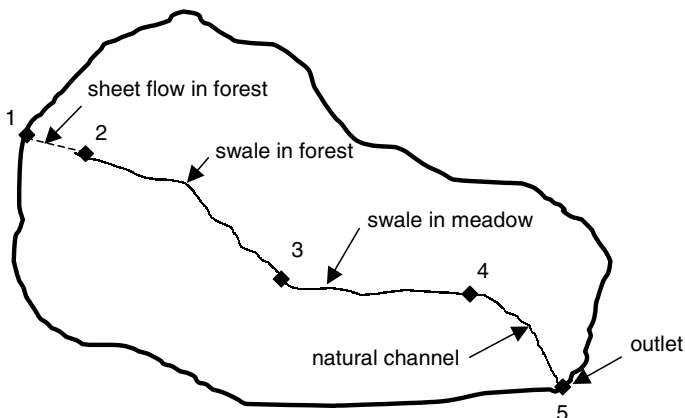 sheet flow in forest
1
2
swale in forest
swale in meadow
3
4
natural channel
outlet
5